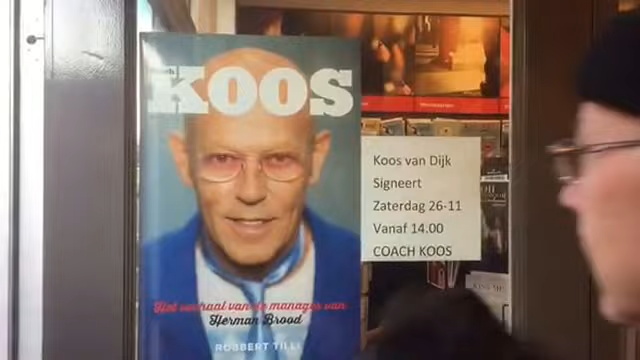 KOOS
Koos van Dijk
Signeert
Zaterdag 26-11
Vanaf 14.00
COACH KOOS
Het verhaal van de manager van
Herman Brood
ROBBERT TILLI